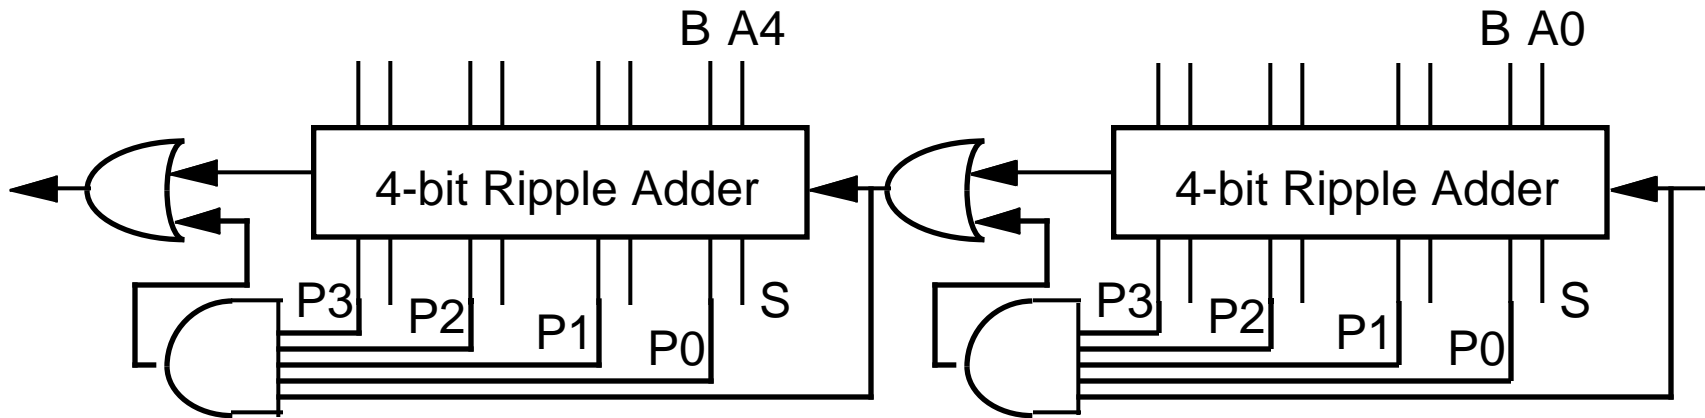 B A4 B A0
4-bit Ripple Adder 4-bit Ripple Adder
P3 P2 P1 P0 S P3 P2 P1 P0 S